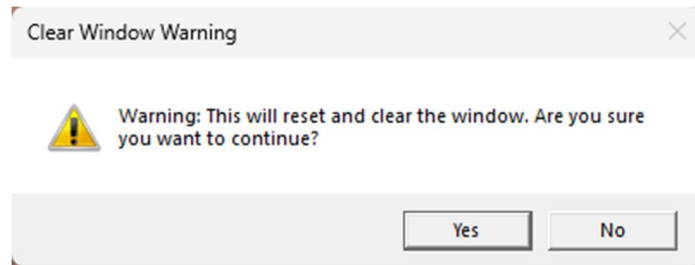 Clear Window Warning
Warning: This will reset and clear the window. Are you sure
you want to continue?
Yes
No